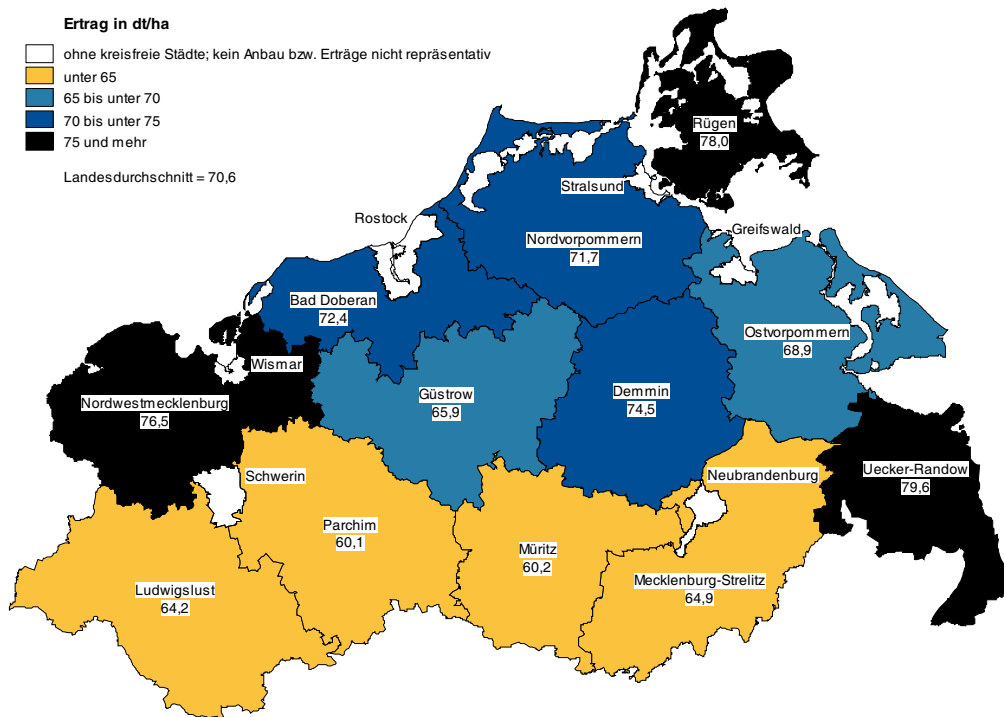 Ertrag in dt/ha
ohne kreisfreie Städte; kein Anbau bzw. Erträge nicht repräsentativ
unter 65
65 bis unter 70
70 bis unter 75
75 und mehr
Landesdurchschnitt = 70,6
Rügen
78,0
Stralsund
Rostock
Nordvorpommern
71,7
Greifswald
Bad Doberan
72,4
Ostvorpommern
68,9
Wismar
Nordwestmecklenburg
76,5
Güstrow
65,9
Demmin
74,5
Schwerin
Neubrandenburg
Uecker-Randow
79,6
Parchim
60,1
Müritz
60,2
Mecklenburg-Strelitz
64,9
Ludwigslust
64,2